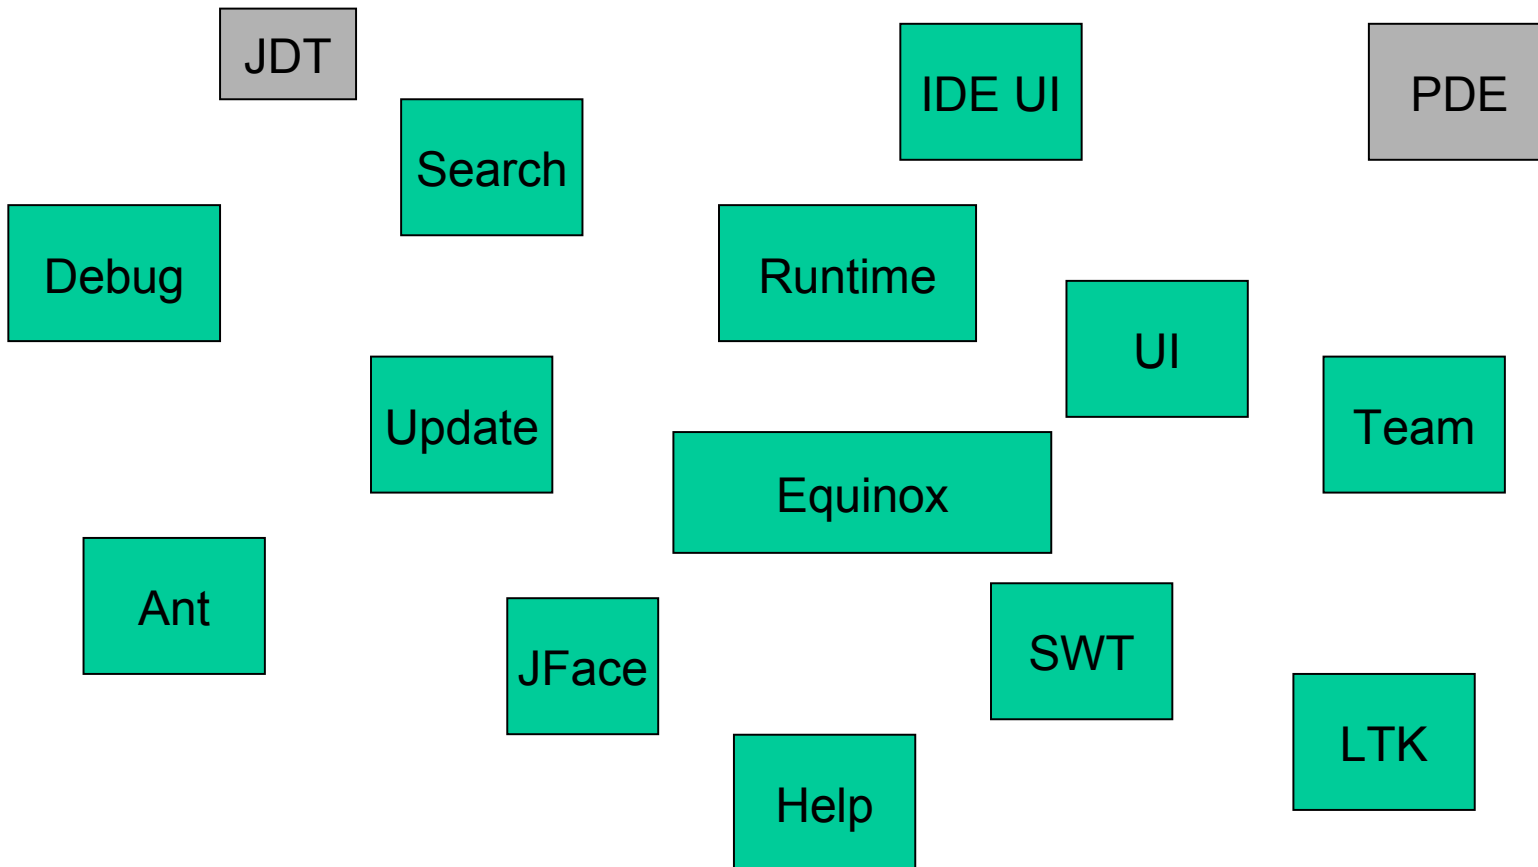 JDT
IDE UI
PDE
Search
Debug
Runtime
UI
Update
Team
Equinox
Ant
JFace
SWT
LTK
Help